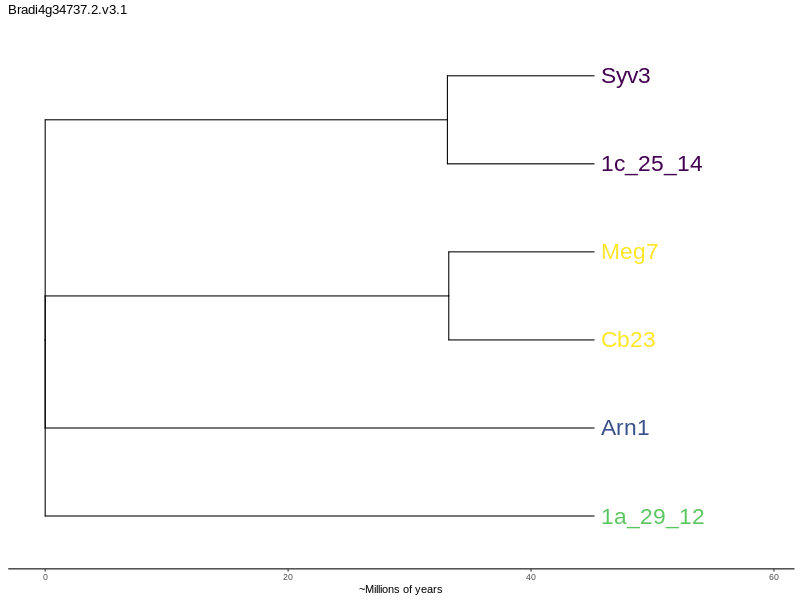 Bradi4g34737.2.v3.1
Syv3
1c_25_14
Meg7
Cb23
Arn1
1a_29_12
0 20 40 60
~Millions of years